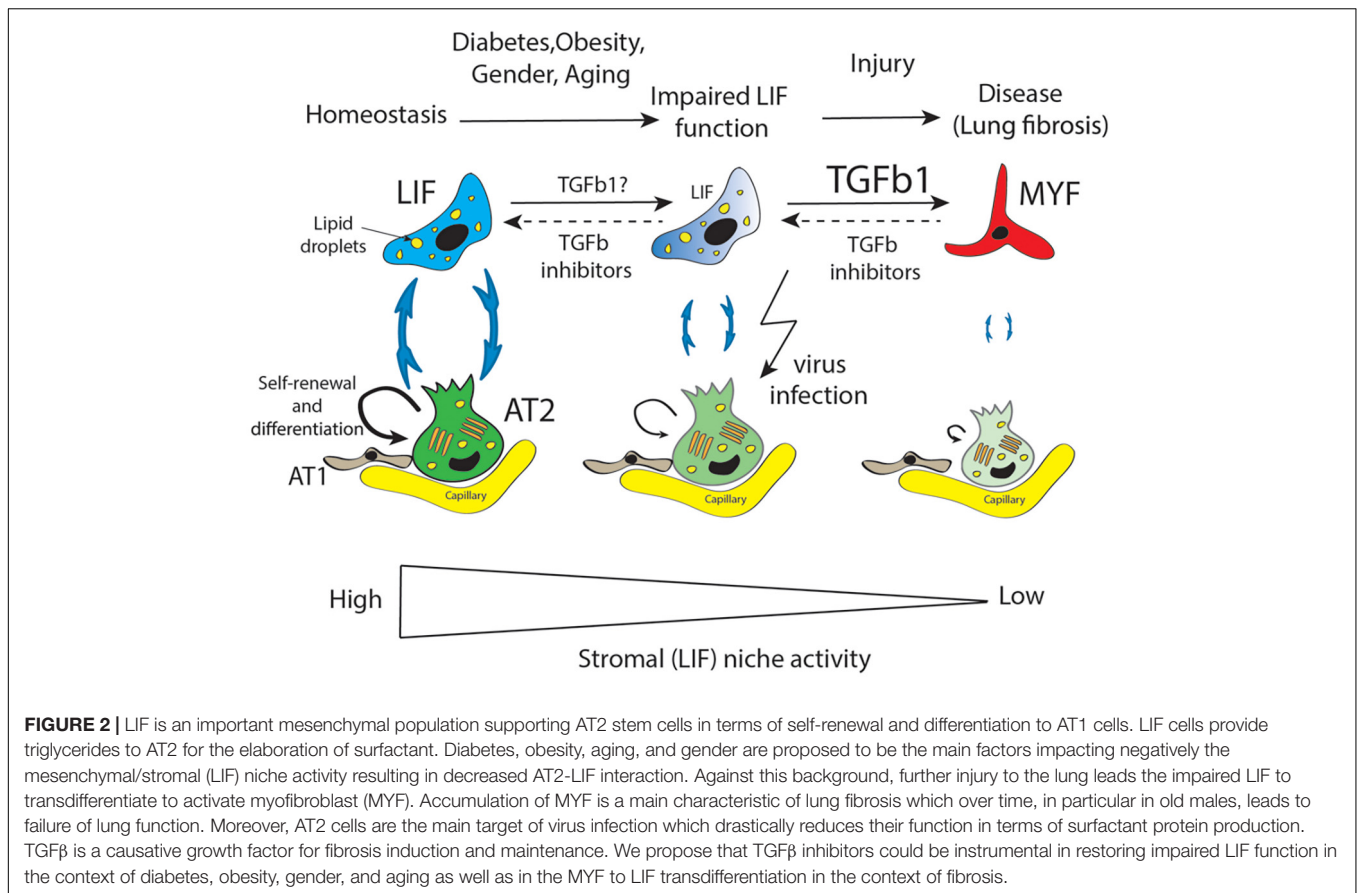 Diabetes,Obesity,
Gender, Aging
Injury
Homeostasis
Impaired LIF
function
Disease
(Lung fibrosis)
LIF
TGFb1?
LIF
TGFb1
MYF
Lipid
droplets
TGFb
inhibitors
TGFb
inhibitors
virus
infection
Self-renewal
and
differentiation
AT2
AT1
Capillary
Capillary
Capillary
High
Low
Stromal (LIF) niche activity
FIGURE 2 | LIF is an important mesenchymal population supporting AT2 stem cells in terms of self-renewal and differentiation to AT1 cells. LIF cells provide
triglycerides to AT2 for the elaboration of surfactant. Diabetes, obesity, aging, and gender are proposed to be the main factors impacting negatively the
mesenchymal/stromal (LIF) niche activity resulting in decreased AT2-LIF interaction. Against this background, further injury to the lung leads the impaired LIF to
transdifferentiate to activate myofibroblast (MYF). Accumulation of MYF is a main characteristic of lung fibrosis which over time, in particular in old males, leads to
failure of lung function. Moreover, AT2 cells are the main target of virus infection which drastically reduces their function in terms of surfactant protein production.
TGFβ is a causative growth factor for fibrosis induction and maintenance. We propose that TGFβ inhibitors could be instrumental in restoring impaired LIF function in
the context of diabetes, obesity, gender, and aging as well as in the MYF to LIF transdifferentiation in the context of fibrosis.